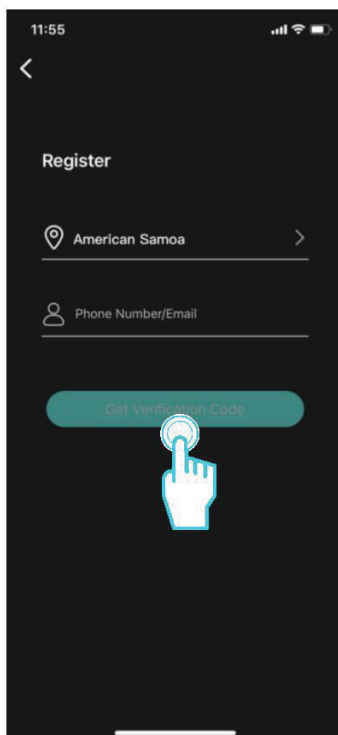 11:55
Register
American Samoa
Phone Number/Email
Get Verification Code